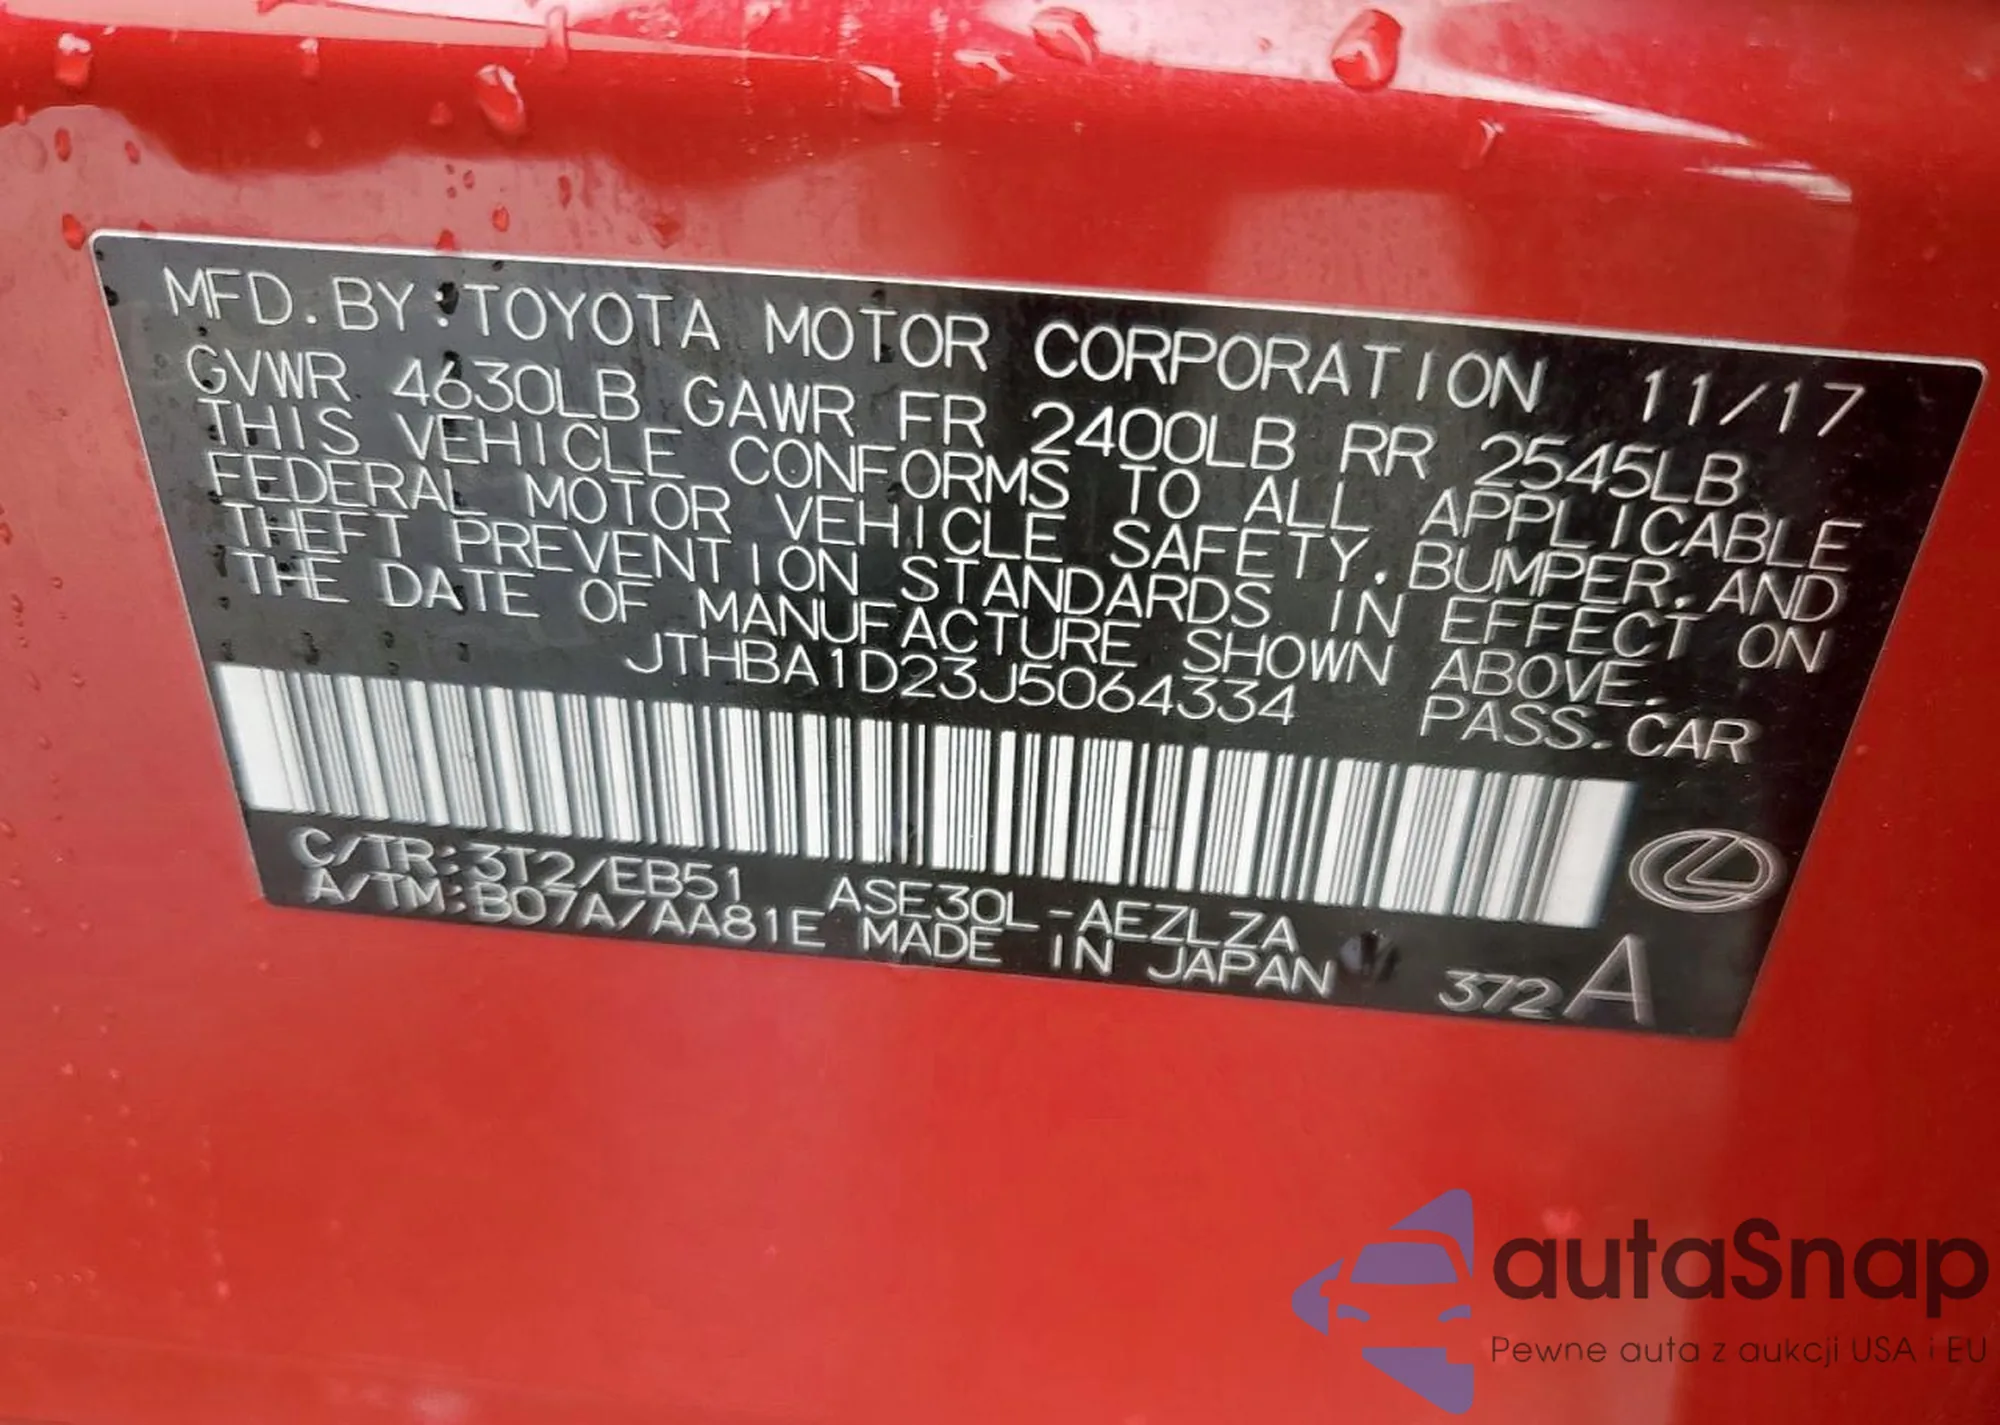 MFD. BY:TOYOTA MOTOR CORPORATION 11/17
GVWR 4630LB GAWR FR 2400LB RR 2545LB
THIS VEHICLE CONFORMS TO ALL APPLICABLE
FEDERAL MOTOR VEHICLE SAFETY, BUMPER, AND
THEFT PREVENTION STANDARDS IN EFFECT ON
THE DATE OF MANUFACTURE SHOWN ABOVE.
JTHBA1D23J5064334 PASS. CAR
C/TR:3T2/EB51 ASE30L-AEZLZA
A/TM:B07A/AA81E MADE IN JAPAN 372A
autaSnap
Pewne auta z aukcji USA i EU